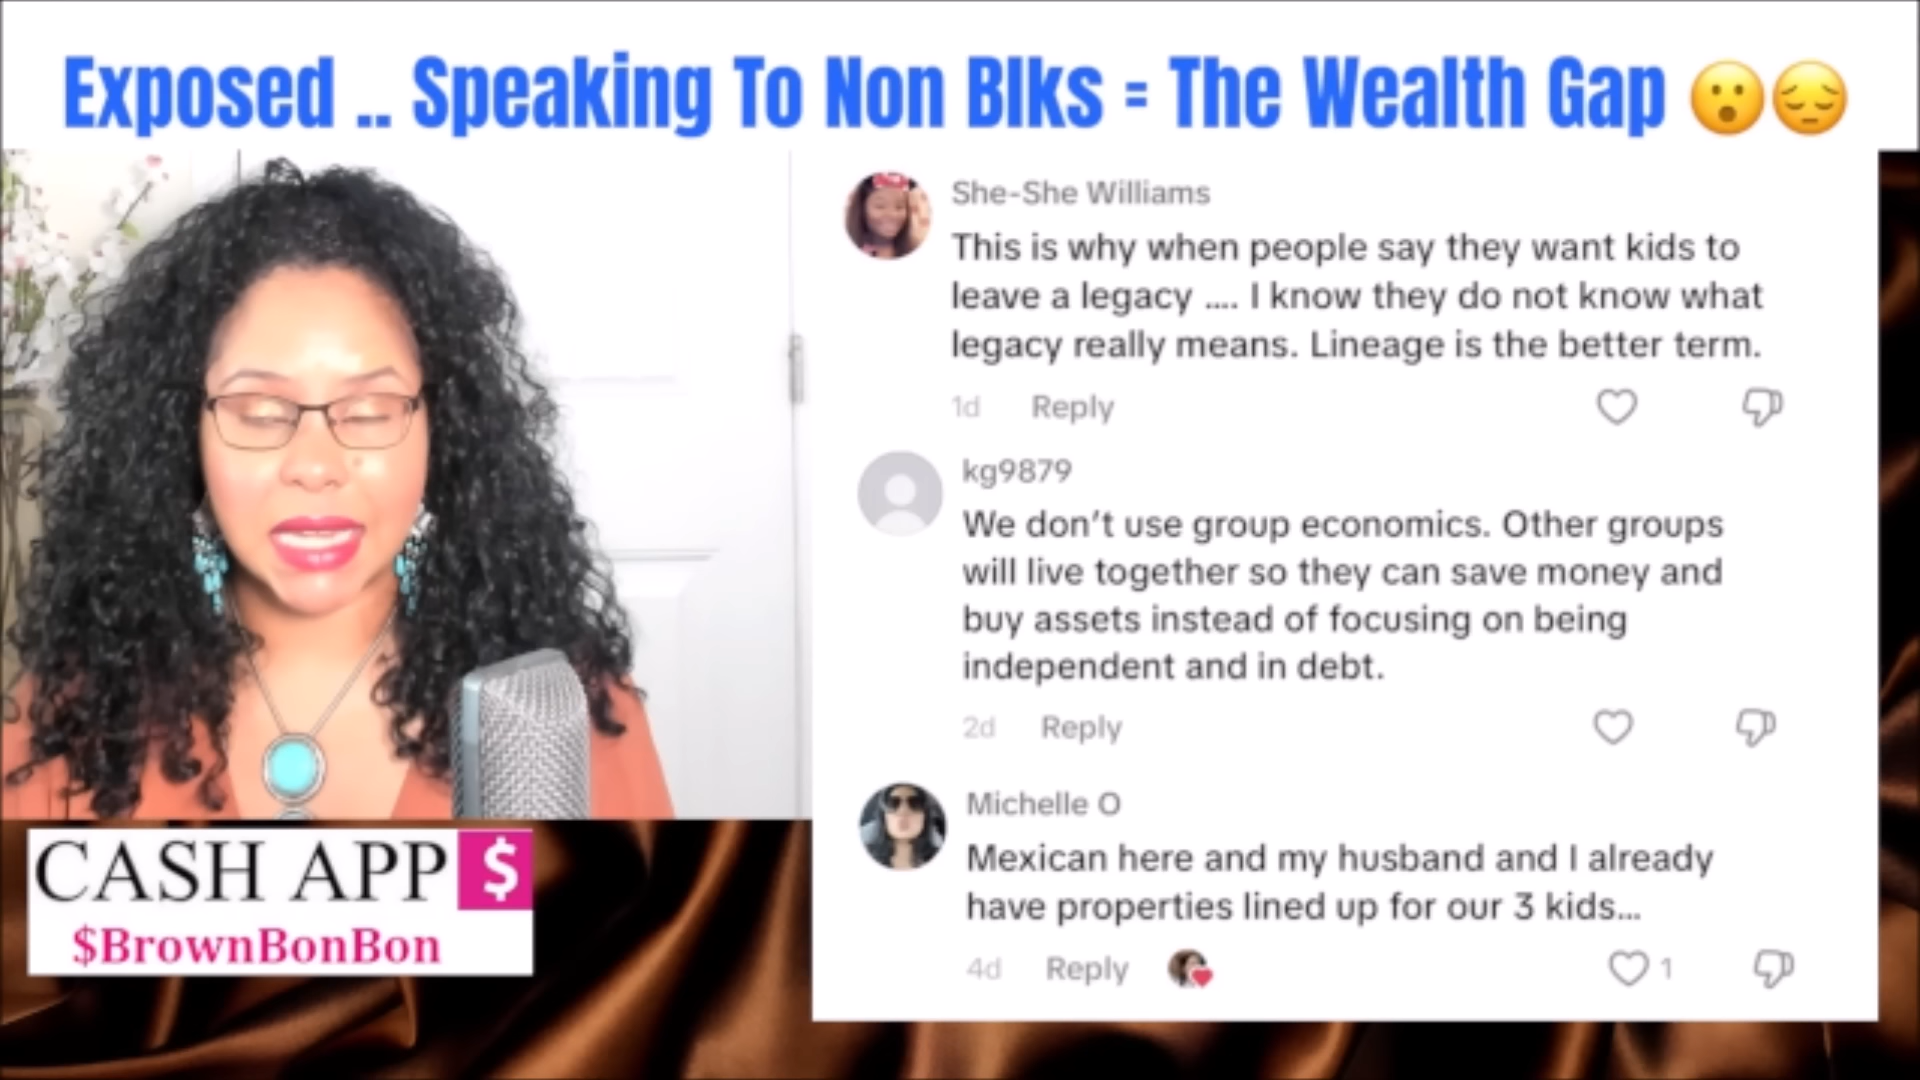 Exposed .. Speaking To Non Blks = The Wealth Gap 😮😔
She-She Williams
This is why when people say they want kids to
leave a legacy .... I know they do not know what
legacy really means. Lineage is the better term.
1d Reply
kg9879
We don't use group economics. Other groups
will live together so they can save money and
buy assets instead of focusing on being
independent and in debt.
2d Reply
Michelle O
Mexican here and my husband and I already
have properties lined up for our 3 kids...
4d Reply 1
CASH APP $
$BrownBonBon